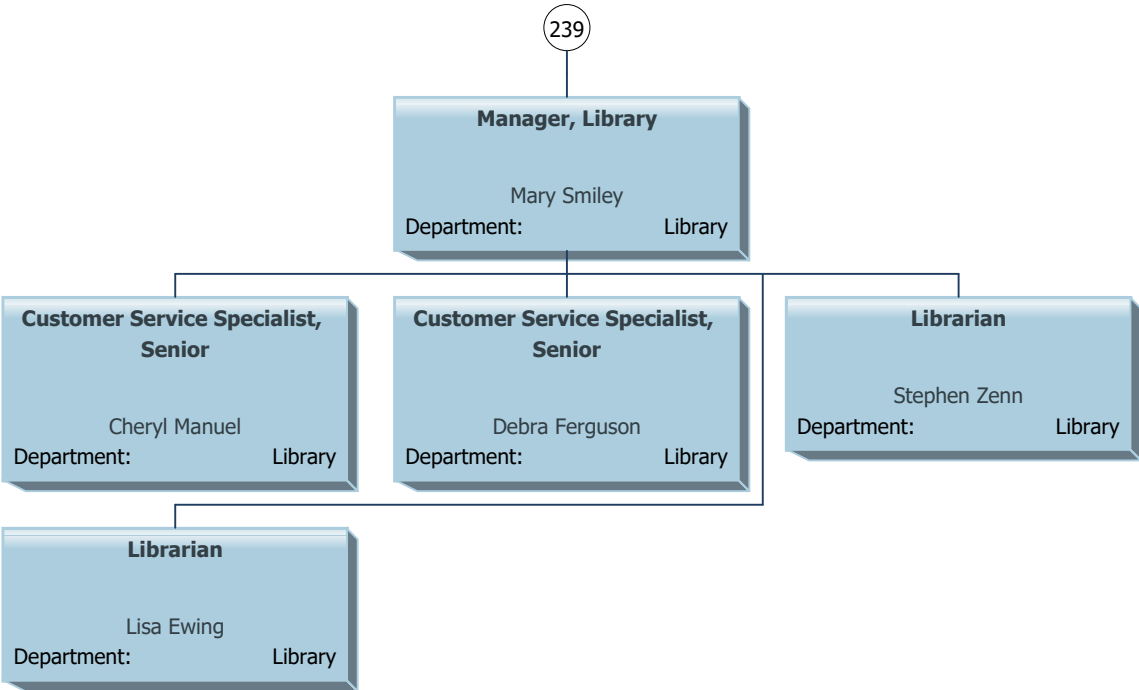 239
Manager, Library
Mary Smiley
Department: Library
Customer Service Specialist,
Senior
Cheryl Manuel
Department: Library
Customer Service Specialist,
Senior
Debra Ferguson
Department: Library
Librarian
Stephen Zenn
Department: Library
Librarian
Lisa Ewing
Department: Library